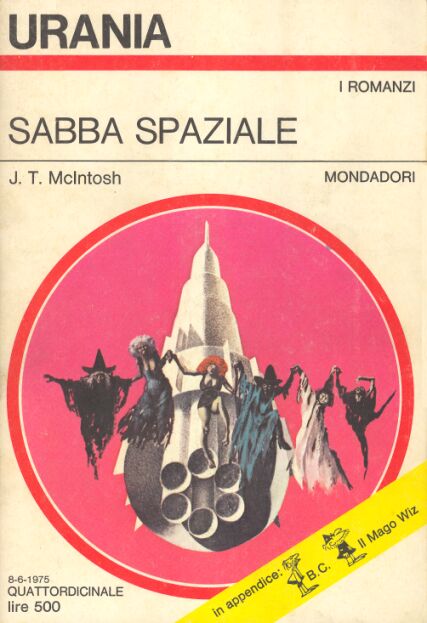 URANIA
I ROMANZI
SABBA SPAZIALE
J. T. McIntosh
MONDADORI
8-6-1975
QUATTORDICINALE
lire 500
in appendice: B.C. Il Mago Wiz